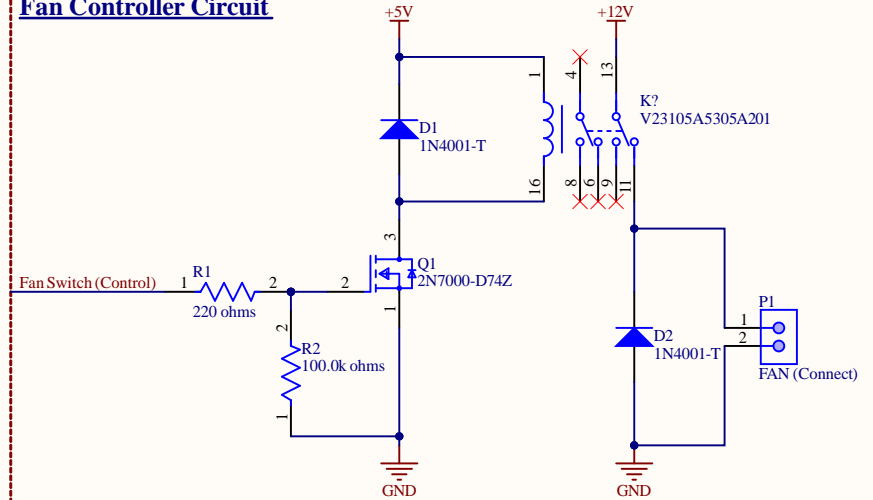 Fan Controller Circuit
+5V
+12V
1
4
13
K?
V23105A5305A201
D1
1N4001-T
16
8
6
9
11
3
Fan Switch (Control)
1
R1
2
220 ohms
2
Q1
2N7000-D74Z
1
2
R2
100.0k ohms
1
P1
1
2
FAN (Connect)
D2
1N4001-T
GND
GND